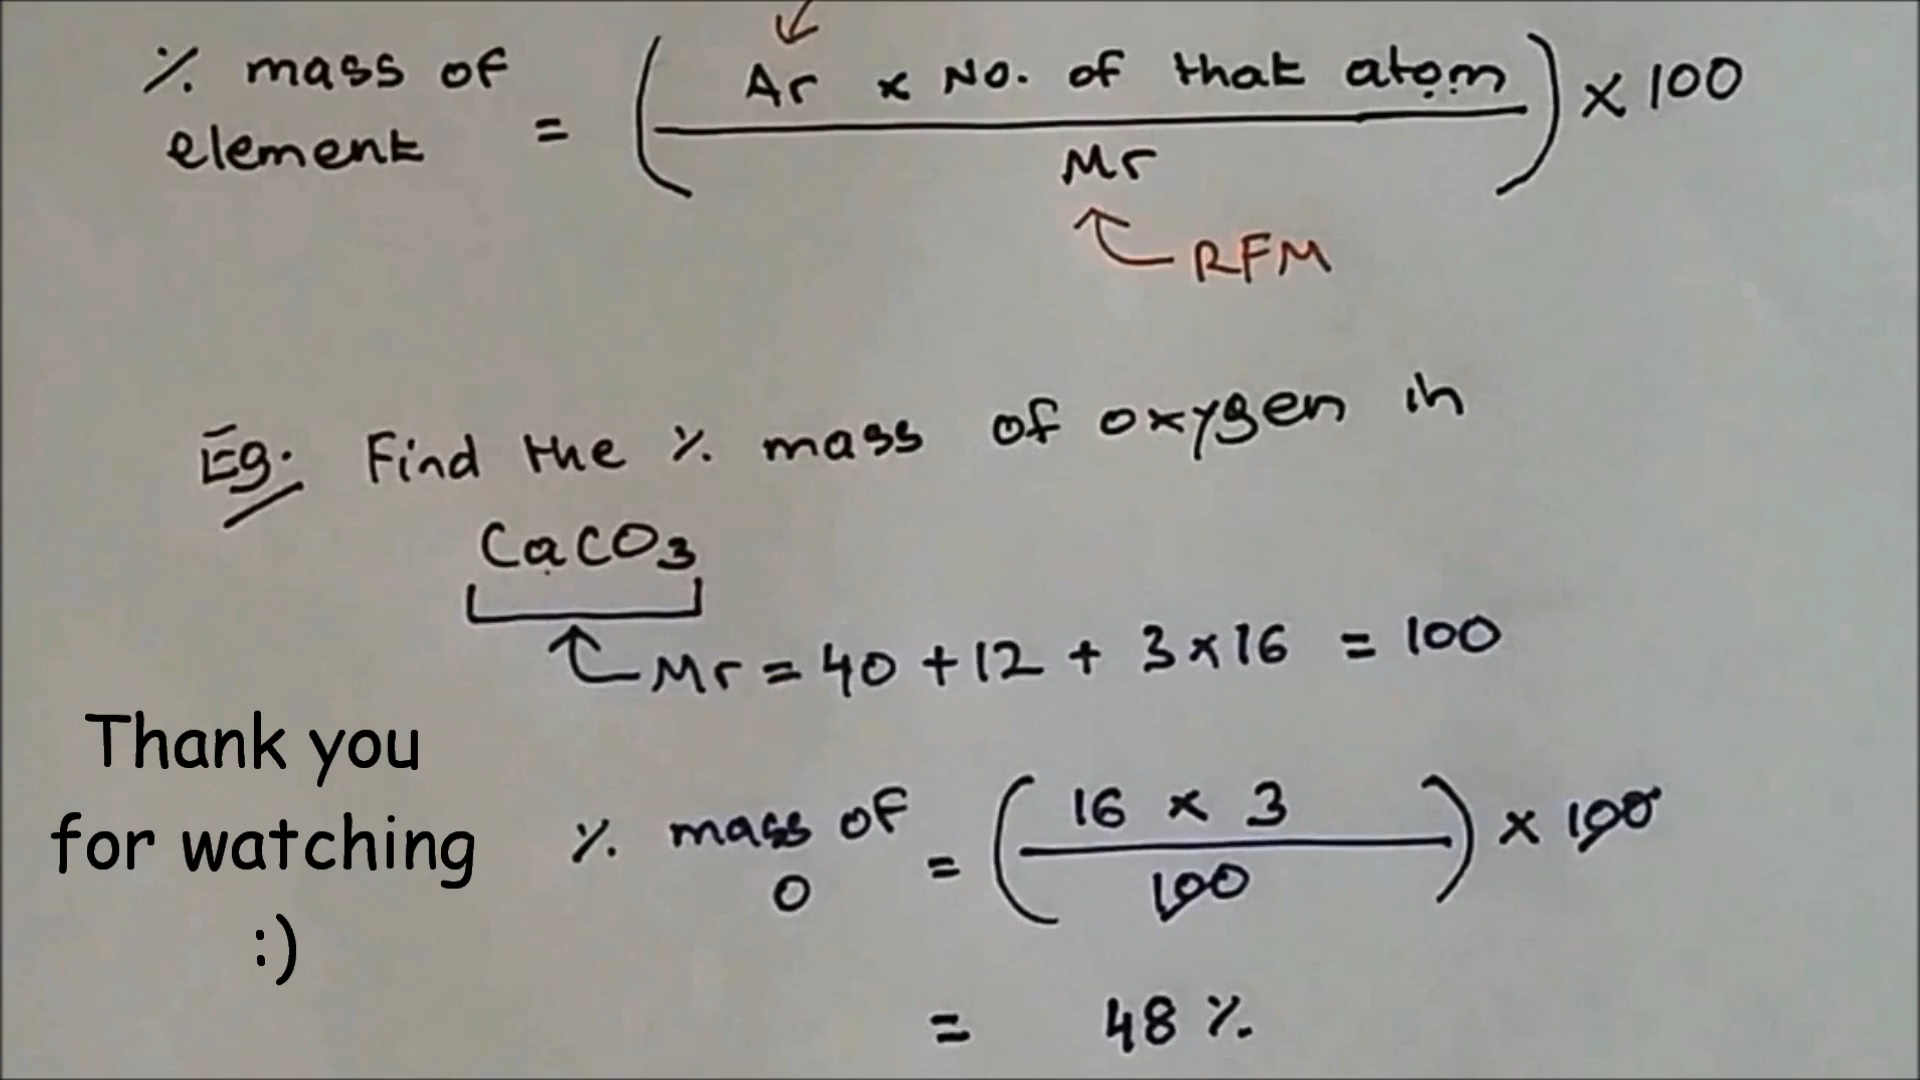 % mass of
element = (Ar x No. of that atom / Mr) x 100
RFM
Eg. Find the % mass of oxygen in
CaCO3
Mr = 40 + 12 + 3 x 16 = 100
% mass of
O = (16 x 3 / 100) x 100
= 48 %
Thank you
for watching
:)